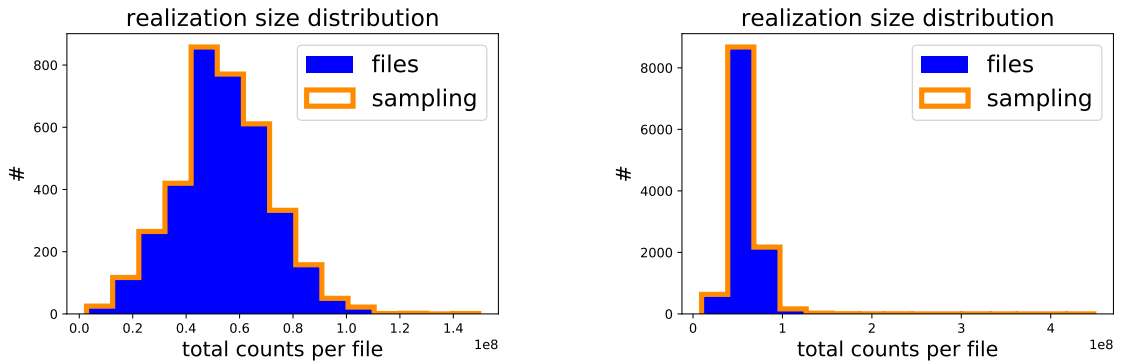 realization size distribution
files
sampling
800
600
400
200
0
#
0.0 0.2 0.4 0.6 0.8 1.0 1.2 1.4
1e8
total counts per file
realization size distribution
files
sampling
8000
6000
4000
2000
0
#
0 1 2 3 4
1e8
total counts per file